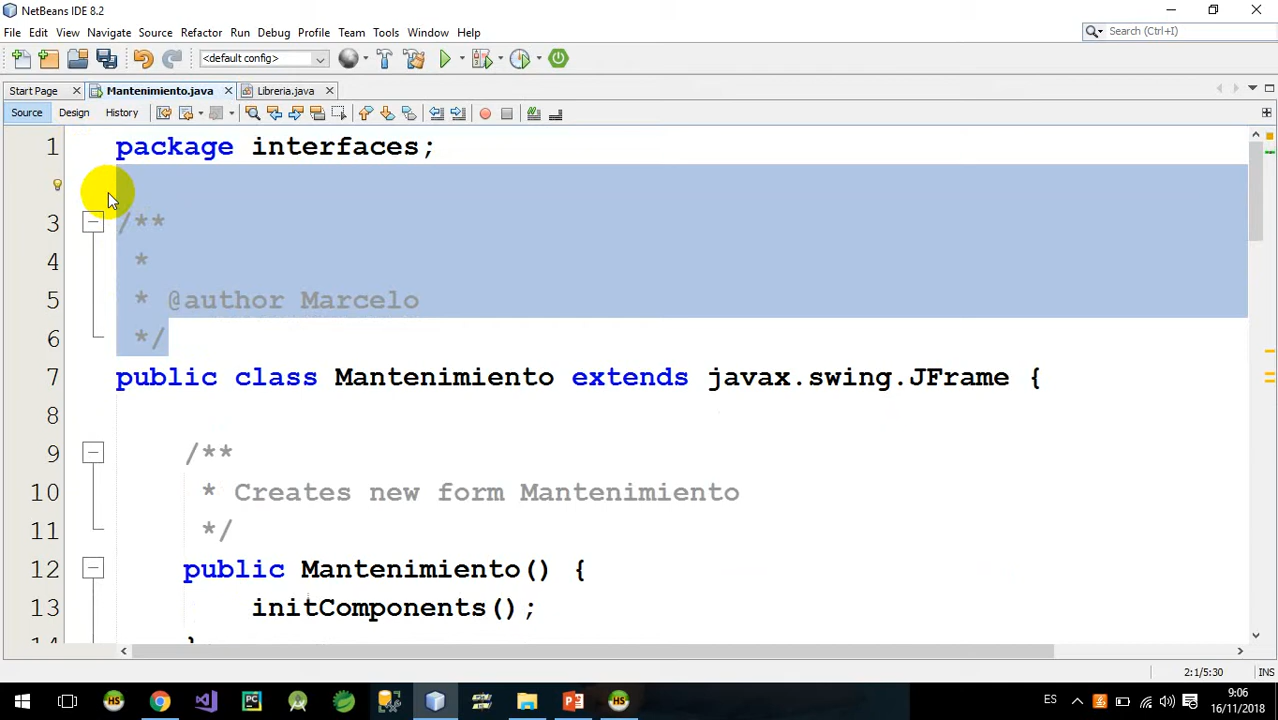 NetBeans IDE 8.2
File Edit View Navigate Source Refactor Run Debug Profile Team Tools Window Help
Search (Ctrl+I)
<default config>
Start Page Mantenimiento.java Libreria.java
Source Design History
1 package interfaces;
3 /**
4 *
5 * @author Marcelo
6 */
7 public class Mantenimiento extends javax.swing.JFrame {
8
9 /**
10 * Creates new form Mantenimiento
11 */
12 public Mantenimiento() {
13 initComponents();
14 }
2:1/5:30 INS
ES 9:06
16/11/2018